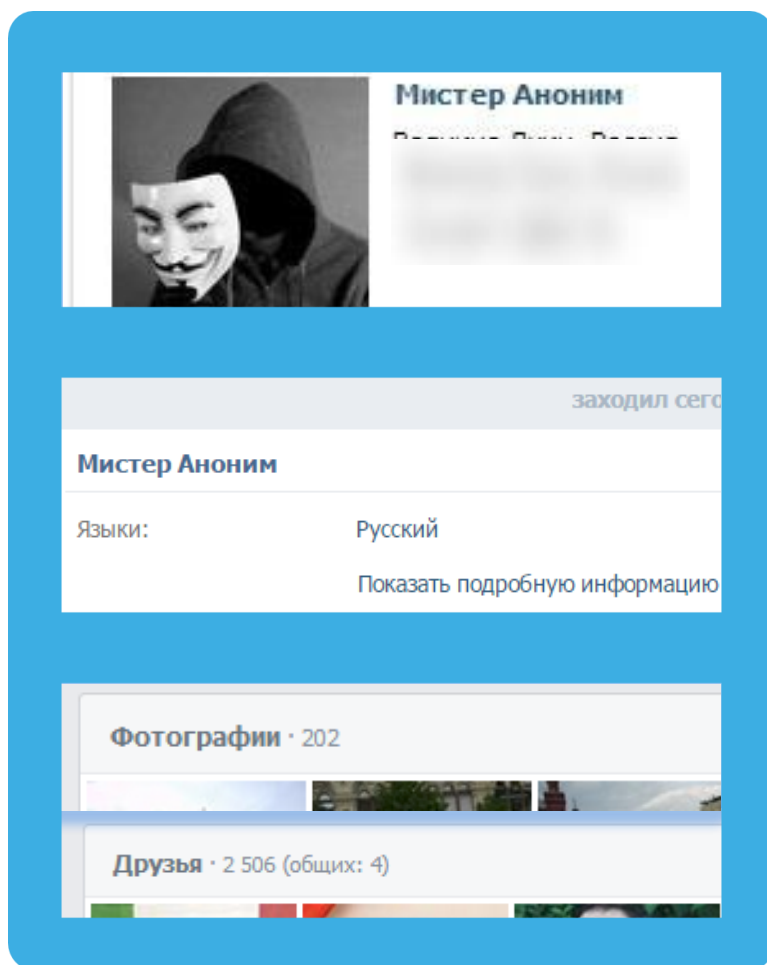 Мистер Аноним
заходил сего
Мистер Аноним
Языки: Русский
Показать подробную информацию
Фотографии · 202
Друзья · 2 506 (общих: 4)